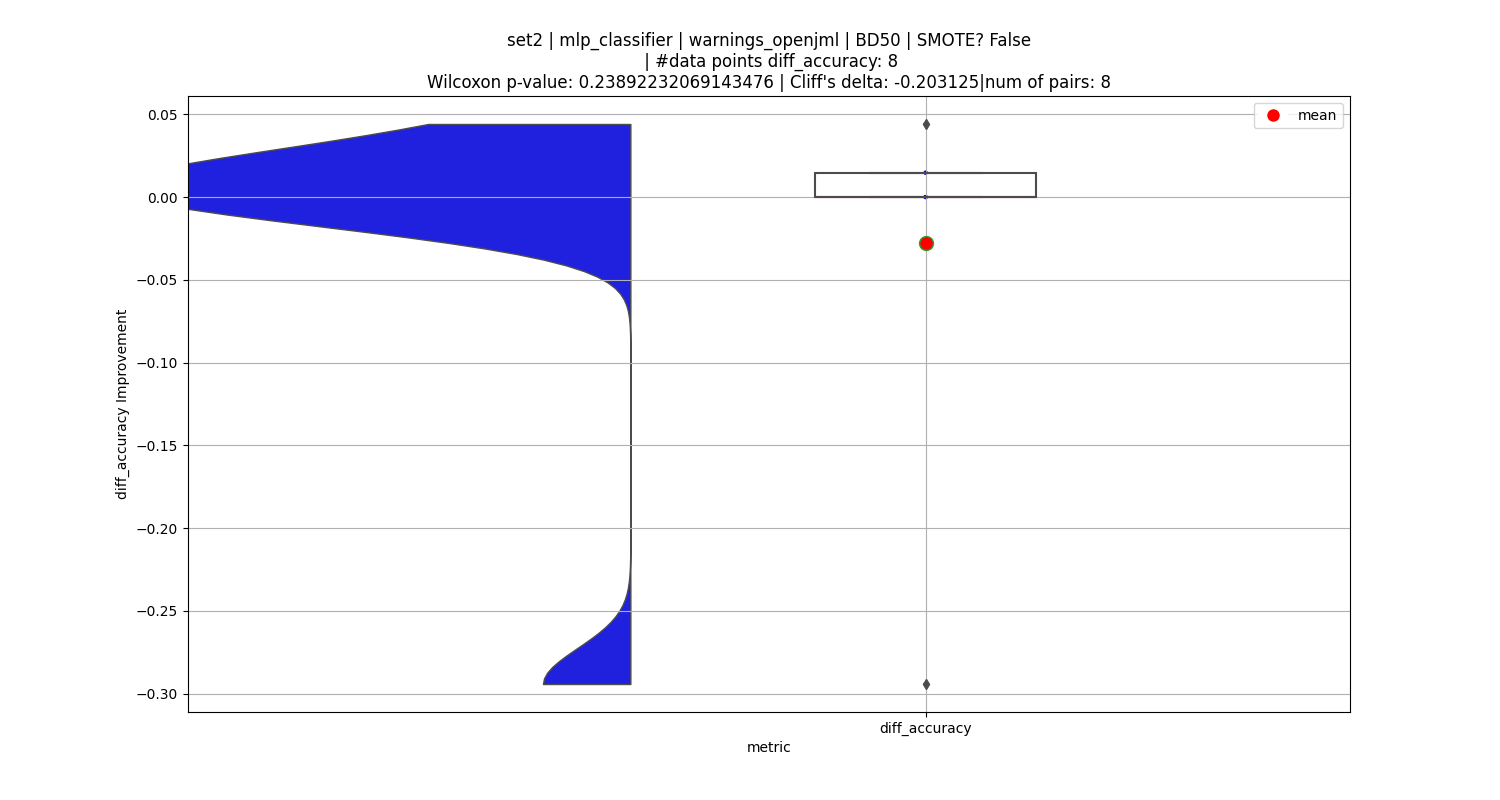 set2 | mlp_classifier | warnings_openjml | BD50 | SMOTE? False
| #data points diff_accuracy: 8
Wilcoxon p-value: 0.23892232069143476 | Cliff's delta: -0.203125|num of pairs: 8
mean
0.05
0.00
−0.05
−0.10
−0.15
−0.20
−0.25
−0.30
diff_accuracy Improvement
diff_accuracy
metric